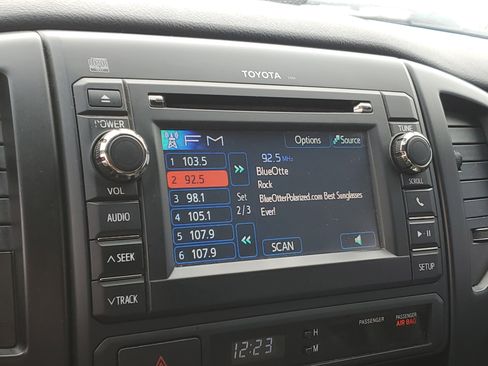 TOYOTA
POWER
VOL
AUDIO
∧ SEEK
∨ TRACK
FM
Options
Source
1 103.5
2 92.5
3 98.1
4 105.1
5 107.9
6 107.9
Set
2/3
92.5 MHz
BlueOtte
Rock
BlueOtterPolarized.com Best Sunglasses
Ever!
SCAN
TUNE
SCROLL
SETUP
12:23
H
M
PASSENGER
PASSENGER
AIR BAG